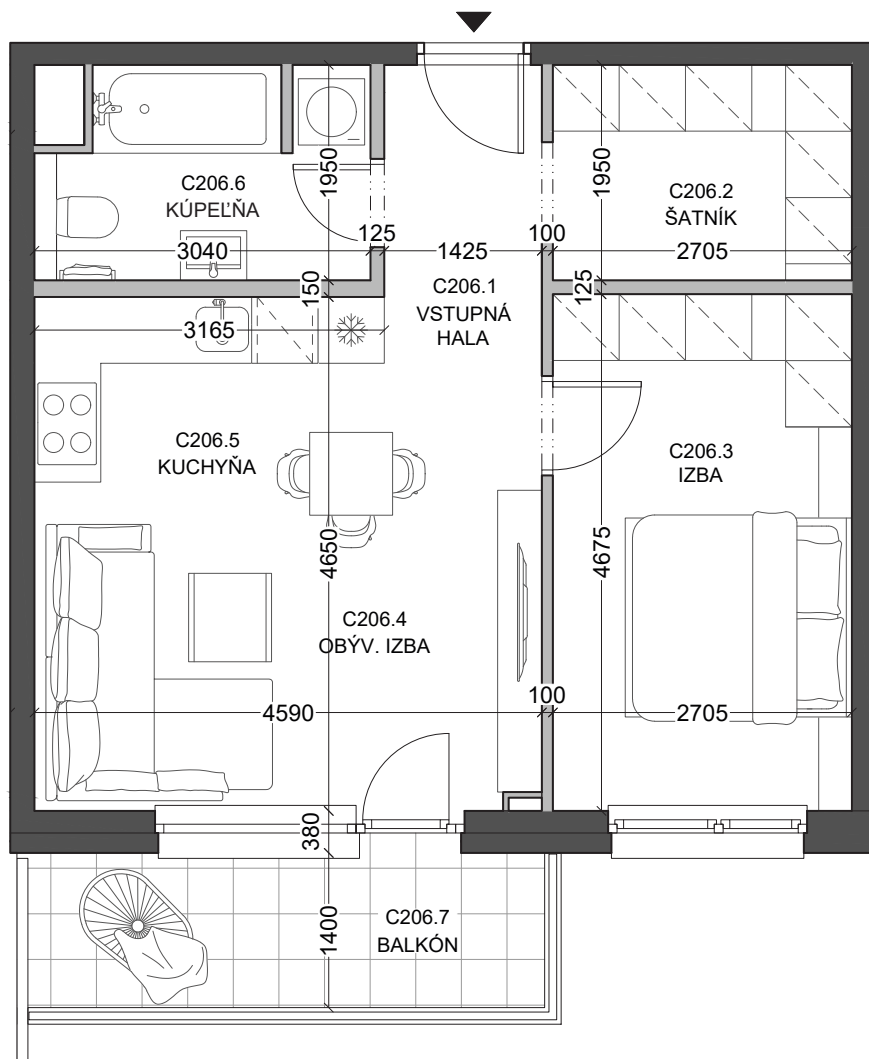 C206.6
KÚPEĽŇA
1950
3040
125
1425
100
1950
C206.2
ŠATNÍK
2705
C206.1
VSTUPNÁ
HALA
150
125
3165
C206.5
KUCHYŇA
C206.3
IZBA
4650
4675
C206.4
OBÝV. IZBA
4590
100
2705
380
1400
C206.7
BALKÓN